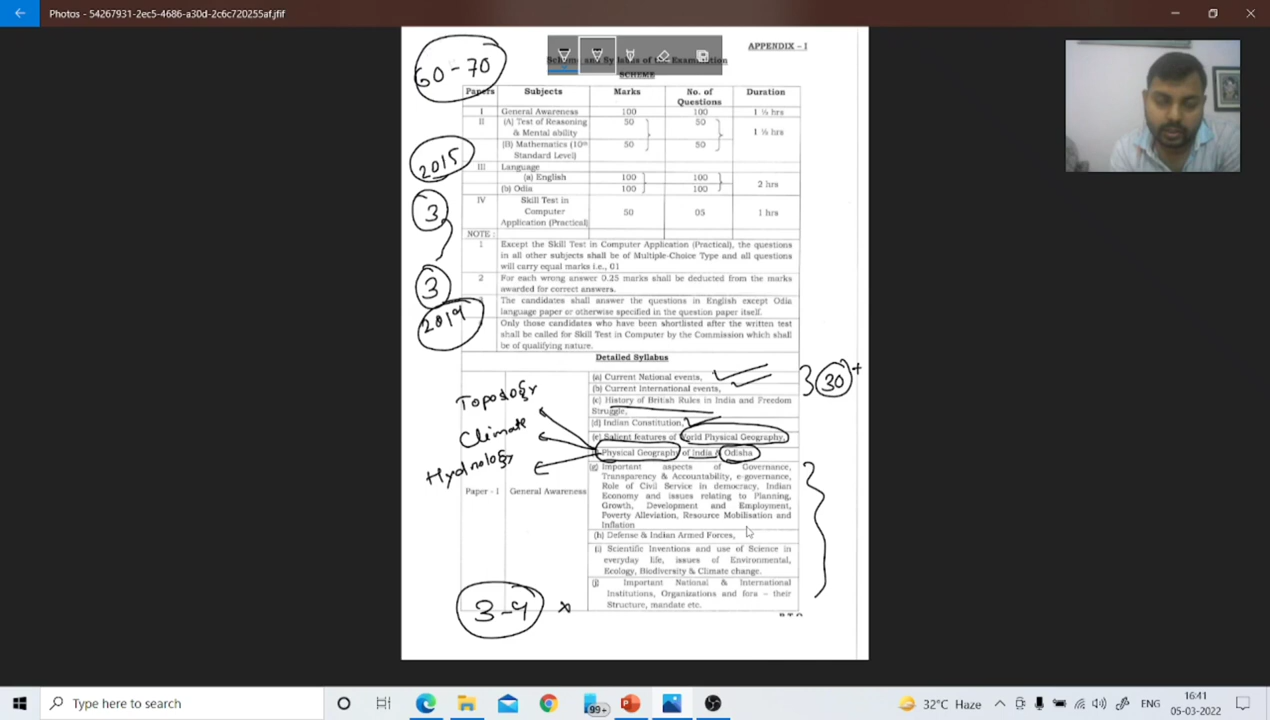 Photos - 54267931-2ec5-4686-a30d-2c6c720255af.jfif
APPENDIX - I
60-70
Scheme and Syllabus of the Examination
SCHEME
Papers Subjects Marks No. of Questions Duration
I General Awareness 100 100 1 ½ hrs
II (A) Test of Reasoning & Mental ability 50 50 1 ½ hrs
(B) Mathematics (10th Standard Level) 50 50
2015
III Language
(a) English 100 100 2 hrs
(b) Odia 100 100
3
IV Skill Test in Computer Application (Practical) 50 05 1 hrs
NOTE :
1 Except the Skill Test in Computer Application (Practical), the questions
in all other subjects shall be of Multiple-Choice Type and all questions
will carry equal marks i.e., 01
3
2 For each wrong answer 0.25 marks shall be deducted from the marks
awarded for correct answers.
2019
The candidates shall answer the questions in English except Odia
language paper or otherwise specified in the question paper itself.
Only those candidates who have been shortlisted after the written test
shall be called for Skill Test in Computer by the Commission which shall
be of qualifying nature.
Detailed Syllabus
(a) Current National events,
(b) Current International events,
30+
(c) History of British Rules in India and Freedom
Struggle,
(d) Indian Constitution,
(e) Salient features of World Physical Geography,
Physical Geography of India & Odisha
Topology
Climate
Hydrology
Paper - I General Awareness
(g) Important aspects of Governance,
Transparency & Accountability, e-governance,
Role of Civil Service in democracy, Indian
Economy and issues relating to Planning,
Growth, Development and Employment,
Poverty Alleviation, Resource Mobilisation and
Inflation
(h) Defense & Indian Armed Forces,
(i) Scientific Inventions and use of Science in
everyday life, issues of Environmental,
Ecology, Biodiversity & Climate change.
(j) Important National & International
Institutions, Organizations and fora – their
Structure, mandate etc.
3-4 x
Type here to search
99+
32°C Haze
ENG
16:41
05-03-2022